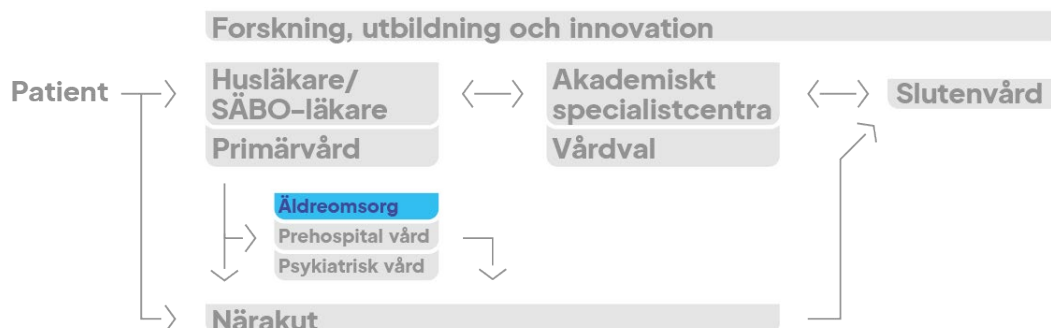 Forskning, utbildning och innovation
Patient
Husläkare/
SÄBO-läkare
Primärvård
Akademiskt
specialistcentra
Vårdval
Slutenvård
Äldreomsorg
Prehospital vård
Psykiatrisk vård
Närakut